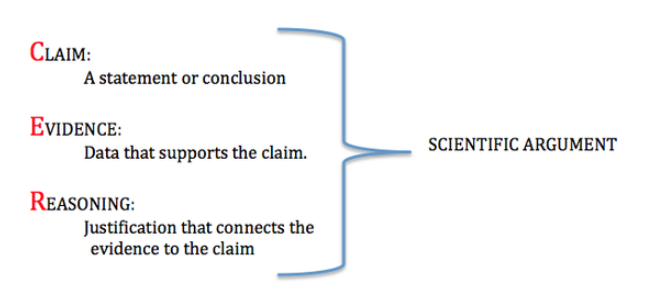 CLAIM:
A statement or conclusion
EVIDENCE:
Data that supports the claim.
SCIENTIFIC ARGUMENT
REASONING:
Justification that connects the
evidence to the claim